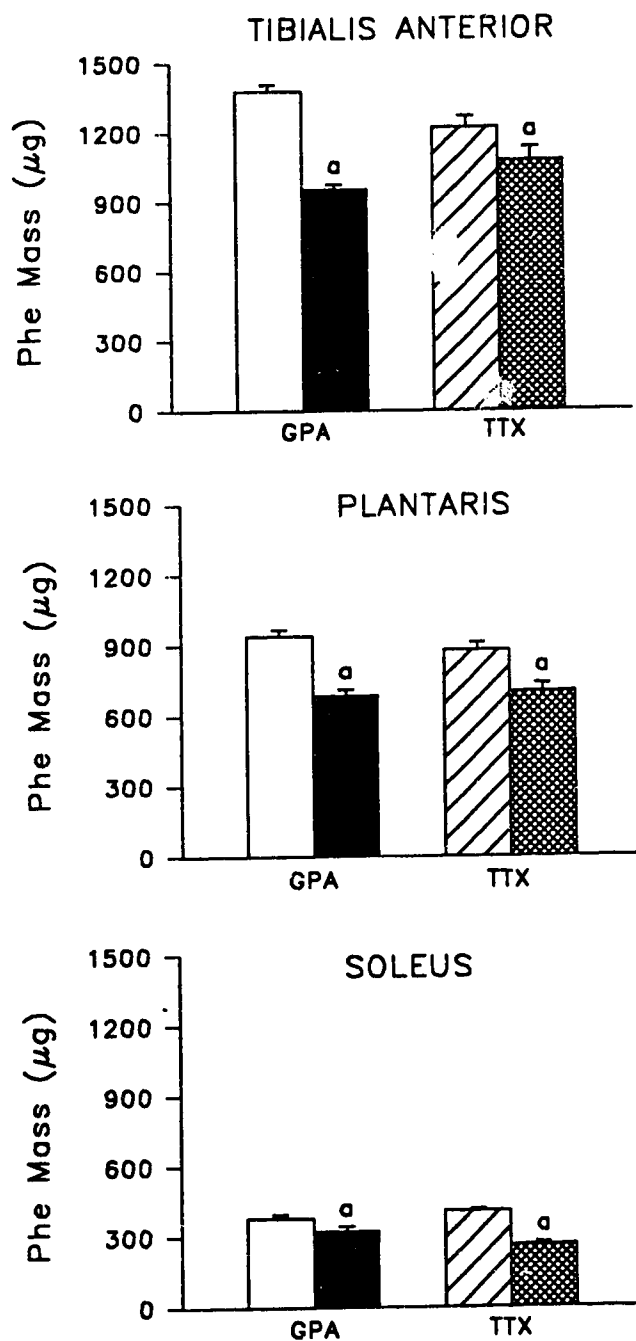 TIBIALIS ANTERIOR
Phe Mass (μg)
1500
1200
900
600
300
0
a
a
GPA
TTX
PLANTARIS
Phe Mass (μg)
1500
1200
900
600
300
0
a
a
GPA
TTX
SOLEUS
Phe Mass (μg)
1500
1200
900
600
300
0
a
a
GPA
TTX